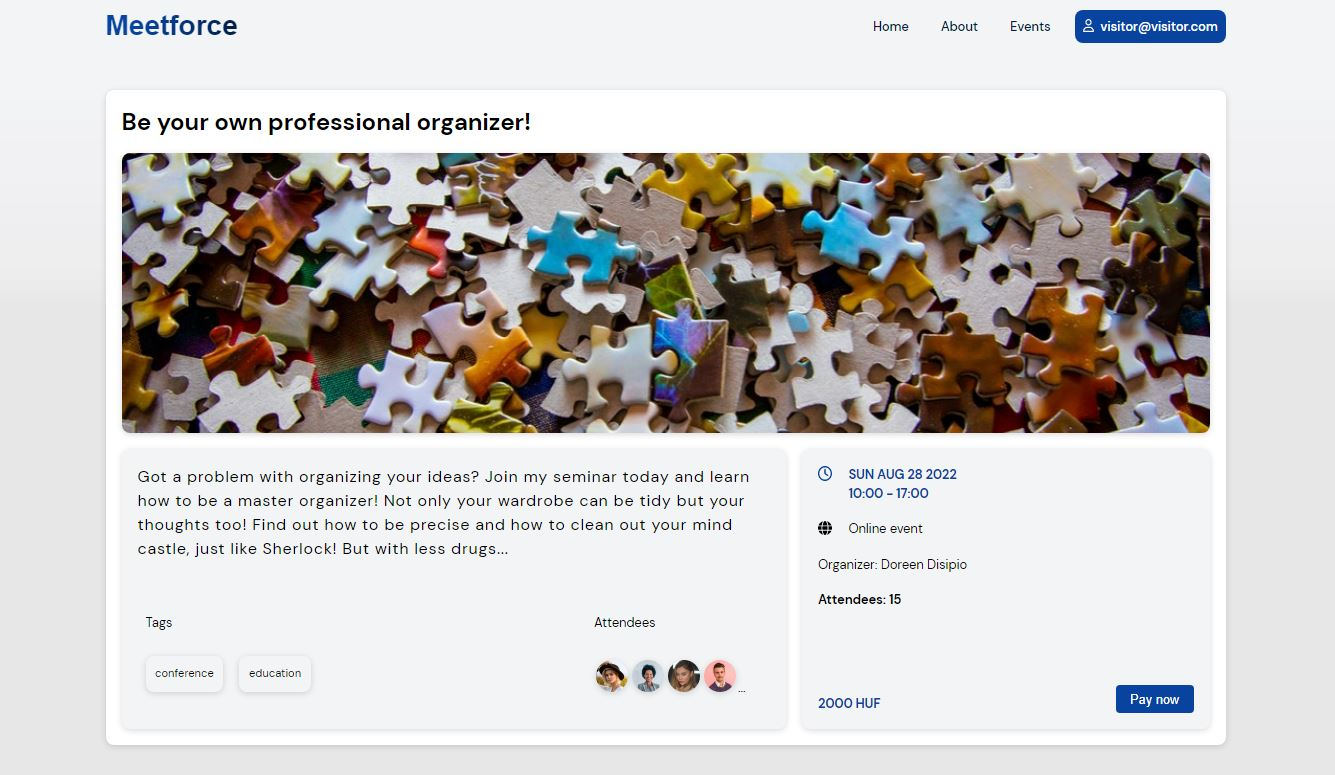 Meetforce
Home
About
Events
visitor@visitor.com
Be your own professional organizer!
Got a problem with organizing your ideas? Join my seminar today and learn
how to be a master organizer! Not only your wardrobe can be tidy but your
thoughts too! Find out how to be precise and how to clean out your mind
castle, just like Sherlock! But with less drugs...
Tags
conference
education
Attendees
...
SUN AUG 28 2022
10:00 - 17:00
Online event
Organizer: Doreen Disipio
Attendees: 15
2000 HUF
Pay now